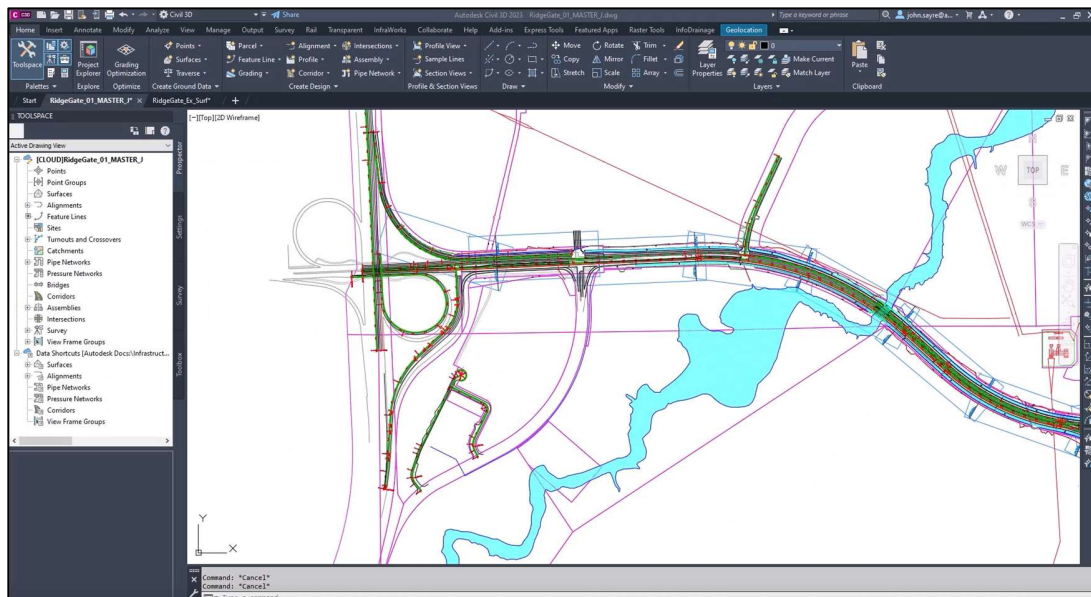 C C3D Civil 3D Share Autodesk Civil 3D 2023 RidgeGate_01_MASTER_J.dwg Type a keyword or phrase john.sayre@a...
Home Insert Annotate Modify Analyze View Manage Output Survey Rail Transparent InfraWorks Collaborate Help Add-ins Express Tools Featured Apps Raster Tools InfoDrainage Geolocation
Toolspace
Project Explorer
Grading Optimization
Points
Surfaces
Traverse
Parcel
Feature Line
Grading
Alignment
Profile
Corridor
Intersections
Assembly
Pipe Network
Profile View
Sample Lines
Section Views
Move
Copy
Stretch
Rotate
Mirror
Scale
Trim
Fillet
Array
Layer Properties
0
Make Current
Match Layer
Paste
Palettes Explore Optimize Create Ground Data Create Design Profile & Section Views Draw Modify Layers Clipboard
Start RidgeGate_01_MASTER_J* RidgeGate_Ex_Surf*
TOOLSPACE
Active Drawing View
[CLOUD]RidgeGate_01_MASTER_J
Points
Point Groups
Surfaces
Alignments
Feature Lines
Sites
Turnouts and Crossovers
Catchments
Pipe Networks
Pressure Networks
Bridges
Corridors
Assemblies
Intersections
Survey
View Frame Groups
Data Shortcuts [Autodesk Docs:\Infrastruct...
Surfaces
Alignments
Pipe Networks
Pressure Networks
Corridors
View Frame Groups
Prospector
Settings
Survey
Toolbox
[−][Top][2D Wireframe]
W TOP E
S
WCS
Y
X
Command: *Cancel*
Command: *Cancel*